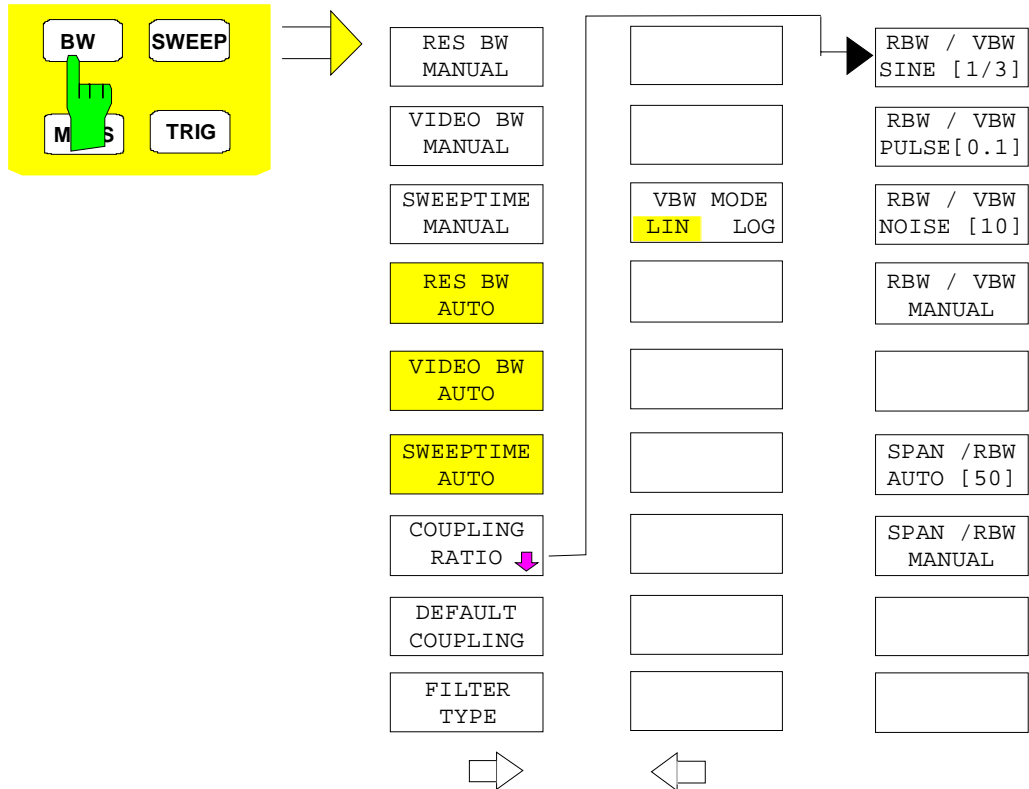 BW
SWEEP
M S
TRIG
RES BW
MANUAL
VIDEO BW
MANUAL
SWEEPTIME
MANUAL
RES BW
AUTO
VIDEO BW
AUTO
SWEEPTIME
AUTO
COUPLING
RATIO
DEFAULT
COUPLING
FILTER
TYPE
VBW MODE
LIN LOG
RBW / VBW
SINE [1/3]
RBW / VBW
PULSE[0.1]
RBW / VBW
NOISE [10]
RBW / VBW
MANUAL
SPAN /RBW
AUTO [50]
SPAN /RBW
MANUAL